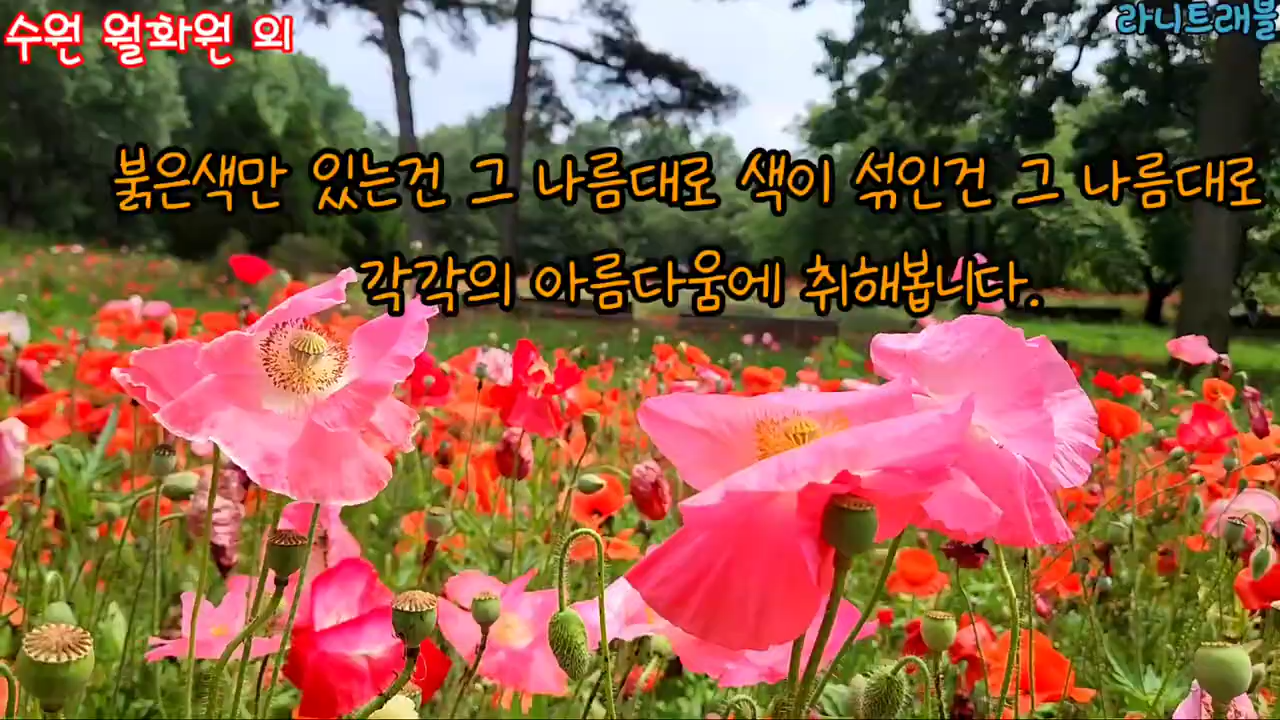 수원 월화원 외
라니트래블
붉은색만 있는건 그 나름대로 색이 섞인건 그 나름대로
각각의 아름다움에 취해봅니다.